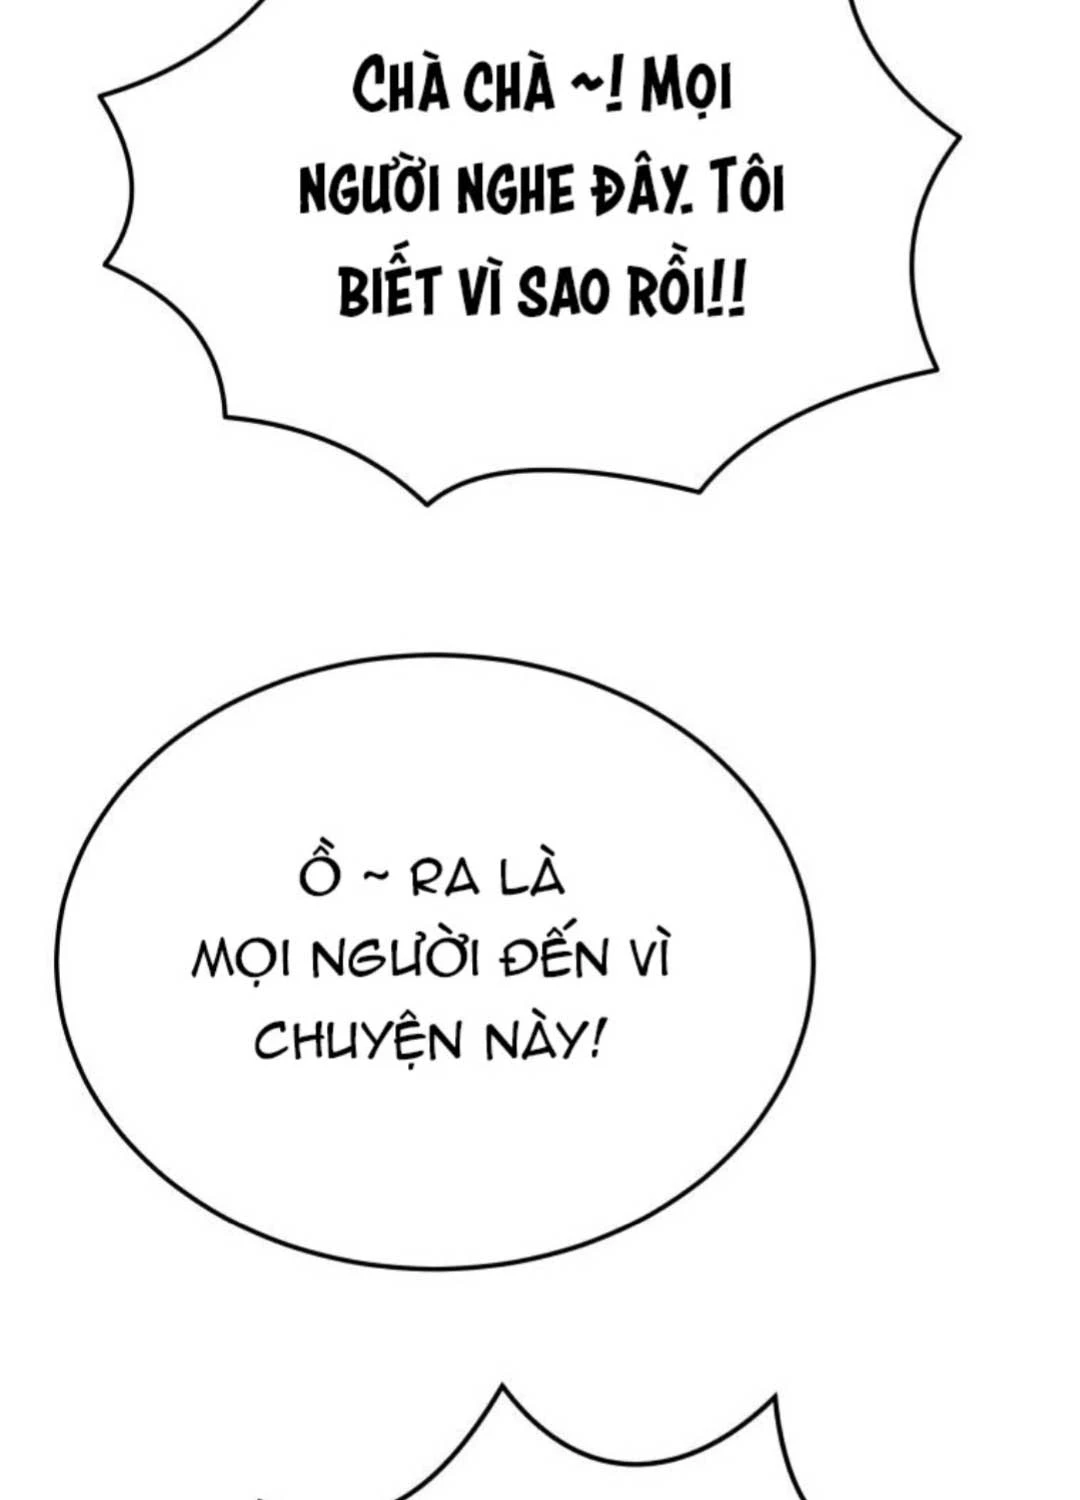 CHÀ CHÀ ~! MỌI
NGƯỜI NGHE ĐÂY. TÔI
BIẾT VÌ SAO RỒI!!
Ồ ~ RA LÀ
MỌI NGƯỜI ĐẾN VÌ
CHUYỆN NÀY!